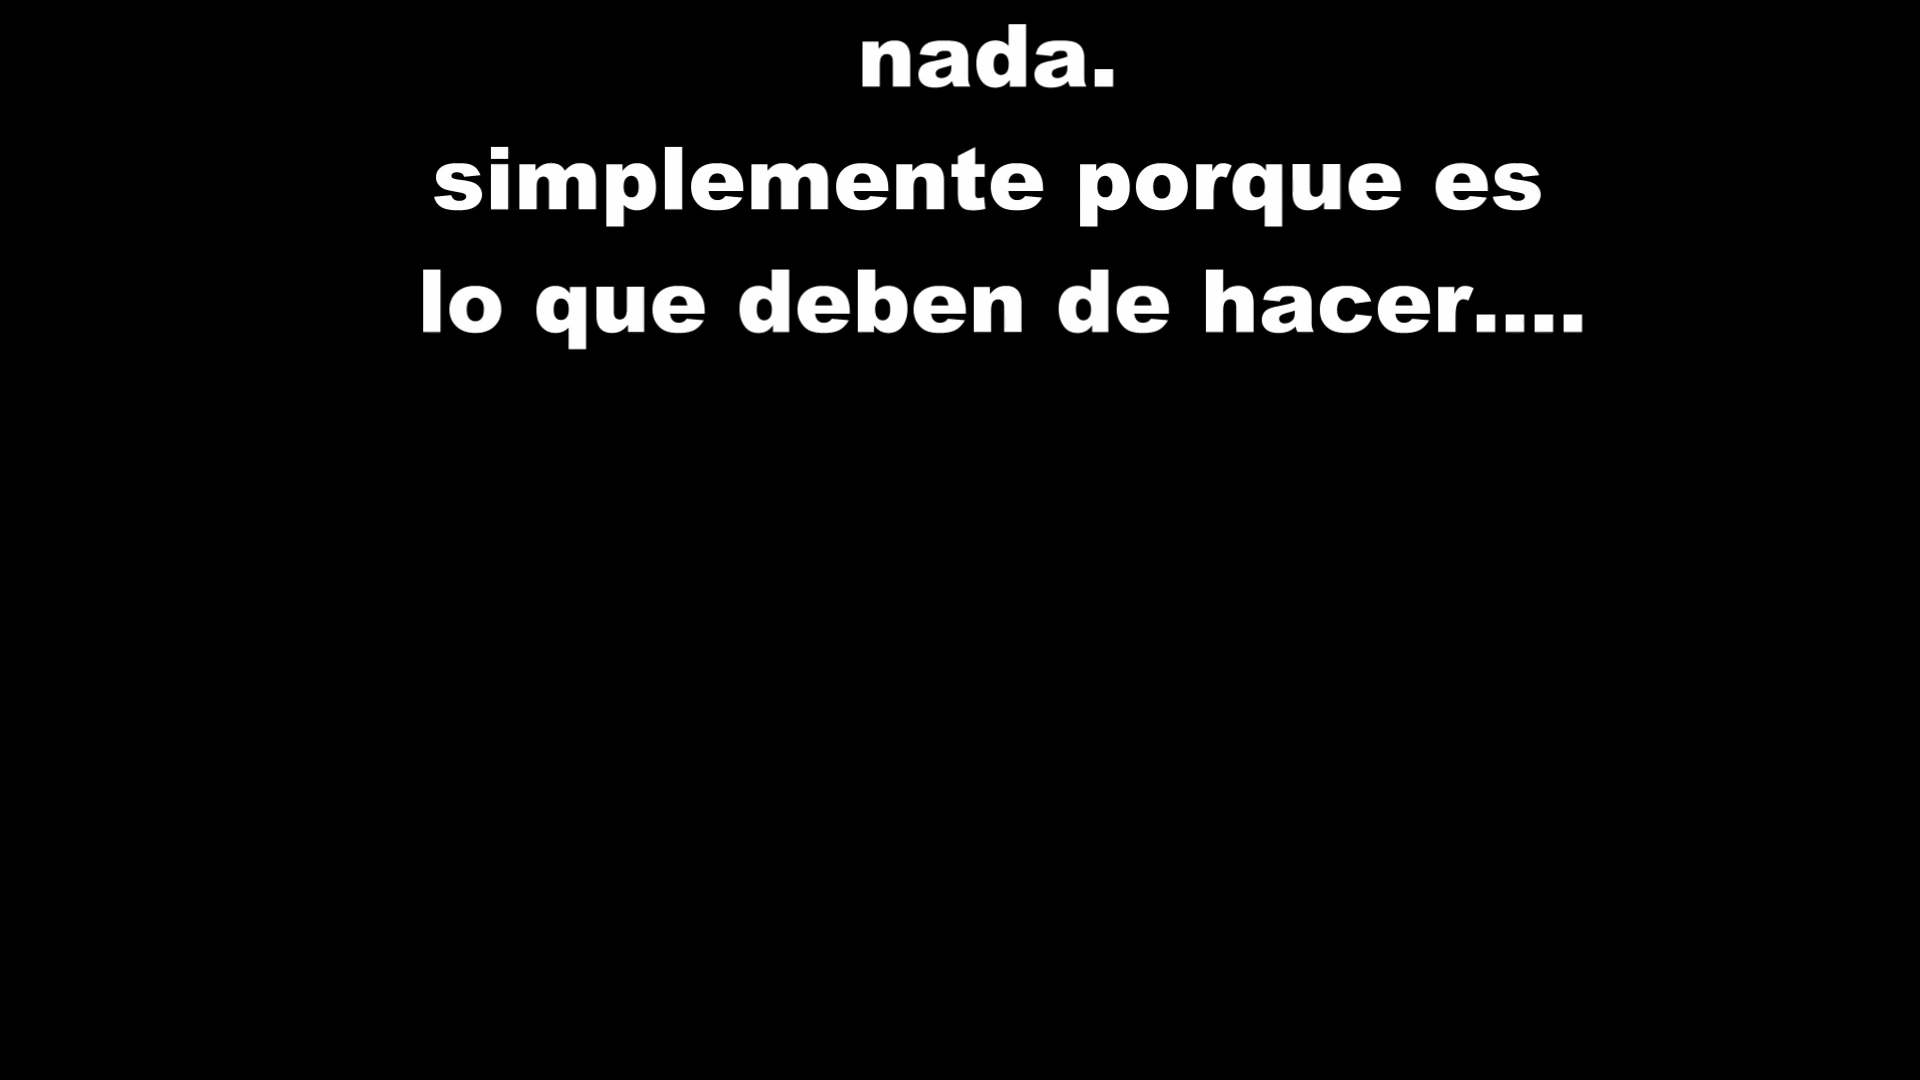 nada.
simplemente porque es
lo que deben de hacer....